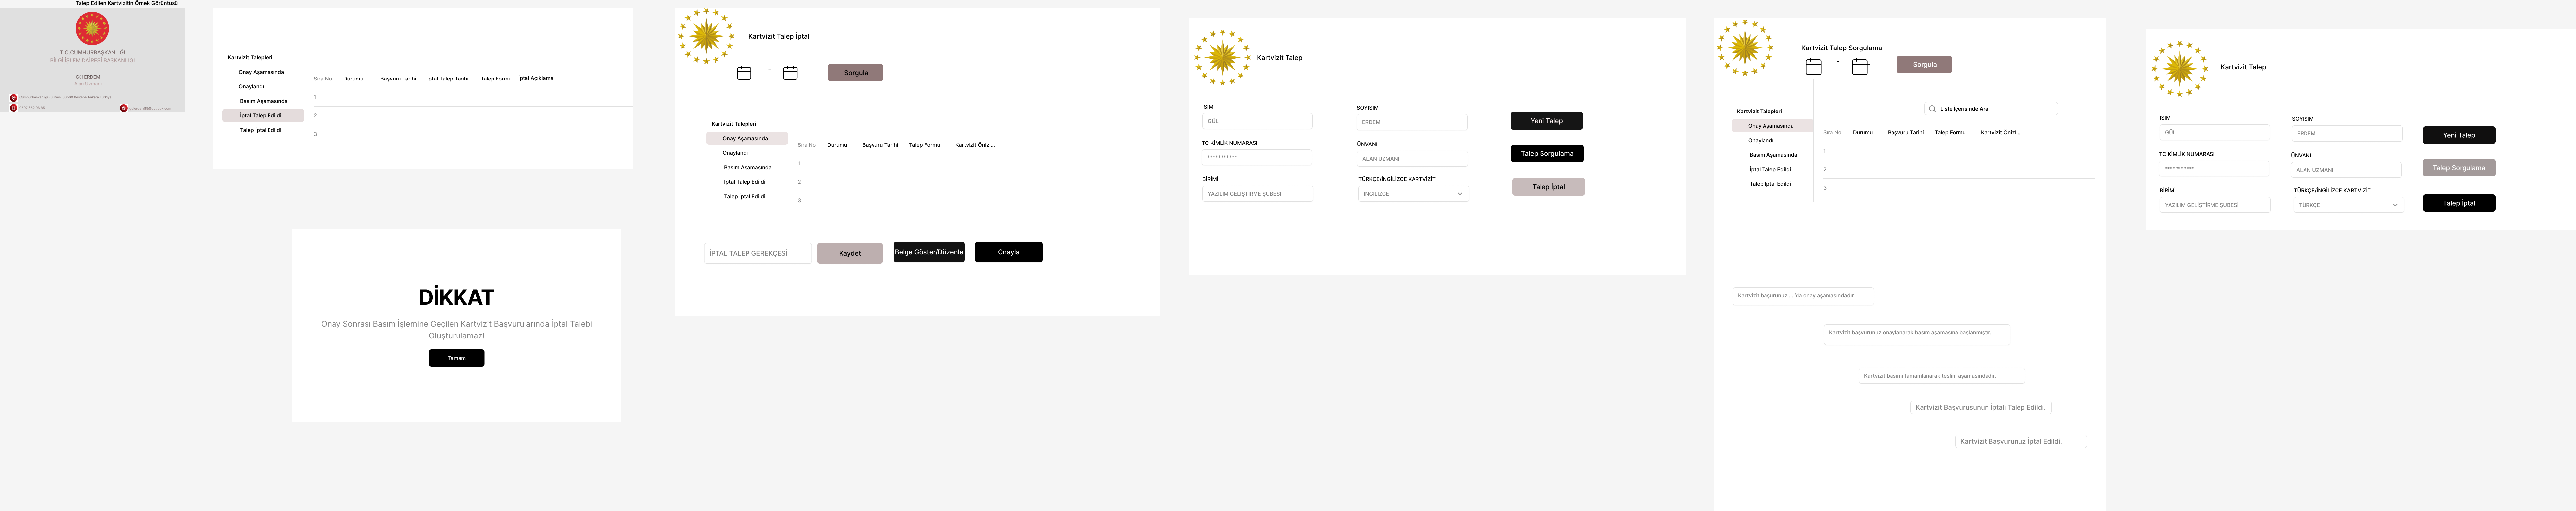 Talep Edilen Kartvizitin Örnek Görüntüsü
T.C.CUMHURBAŞKANLIĞI
BİLGİ İŞLEM DAİRESİ BAŞKANLIĞI
Gül ERDEM
Alan Uzmanı
Kartvizit Talepleri
Onay Aşamasında
Onaylandı
Basım Aşamasında
İptal Talep Edildi
Talep İptal Edildi
Sıra No Durumu Başvuru Tarihi İptal Talep Tarihi Talep Formu İptal Açıklama
1
2
3
DİKKAT
Onay Sonrası Basım İşlemine Geçilen Kartvizit Başvurularında İptal Talebi
Oluşturulamaz!
Tamam
Kartvizit Talep İptal
-
Sorgula
Kartvizit Talepleri
Onay Aşamasında
Onaylandı
Basım Aşamasında
İptal Talep Edildi
Talep İptal Edildi
Sıra No Durumu Başvuru Tarihi Talep Formu Kartvizit Önizl...
1
2
3
İPTAL TALEP GEREKÇESİ
Kaydet
Belge Göster/Düzenle
Onayla
Kartvizit Talep
İSİM
GÜL
SOYİSİM
ERDEM
TC KİMLİK NUMARASI
***********
ÜNVANI
ALAN UZMANI
BİRİMİ
YAZILIM GELİŞTİRME ŞUBESİ
TÜRKÇE/İNGİLİZCE KARTVİZİT
İNGİLİZCE
Yeni Talep
Talep Sorgulama
Talep İptal
Kartvizit Talep Sorgulama
-
Sorgula
Liste İçerisinde Ara
Kartvizit Talepleri
Onay Aşamasında
Onaylandı
Basım Aşamasında
İptal Talep Edildi
Talep İptal Edildi
Sıra No Durumu Başvuru Tarihi Talep Formu Kartvizit Önizl...
1
2
3
Kartvizit başurunuz ... 'da onay aşamasındadır.
Kartvizit başvurunuz onaylanarak basım aşamasına başlanmıştır.
Kartvizit basımı tamamlanarak teslim aşamasındadır.
Kartvizit Başvurusunun İptali Talep Edildi.
Kartvizit Başvurunuz İptal Edildi.
Kartvizit Talep
İSİM
GÜL
SOYİSİM
ERDEM
TC KİMLİK NUMARASI
***********
ÜNVANI
ALAN UZMANI
BİRİMİ
YAZILIM GELİŞTİRME ŞUBESİ
TÜRKÇE/İNGİLİZCE KARTVİZİT
TÜRKÇE
Yeni Talep
Talep Sorgulama
Talep İptal